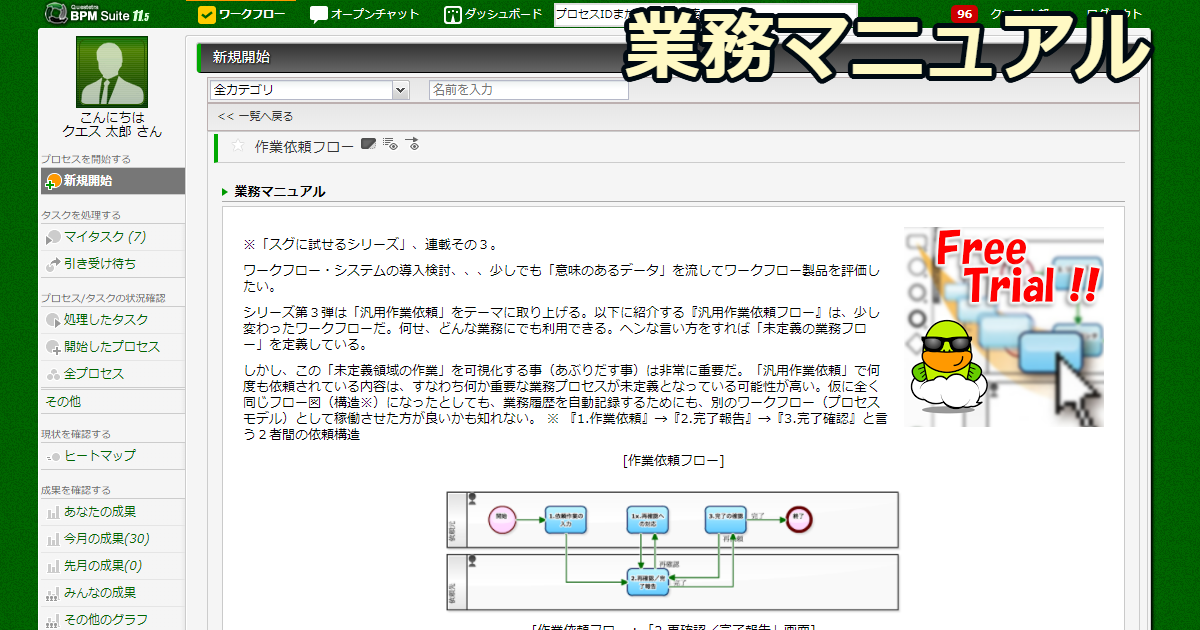 Questetra
BPM Suite 11.5
ワークフロー
オープンチャット
ダッシュボード
プロセスIDまた
96
業務マニュアル
こんにちは
クエス 太郎 さん
プロセスを開始する
新規開始
タスクを処理する
マイタスク (7)
引き受け待ち
プロセス/タスクの状況確認
処理したタスク
開始したプロセス
全プロセス
その他
現状を確認する
ヒートマップ
成果を確認する
あなたの成果
今月の成果(30)
先月の成果(0)
みんなの成果
その他のグラフ
新規開始
全カテゴリ
名前を入力
<< 一覧へ戻る
作業依頼フロー
業務マニュアル
※「スグに試せるシリーズ」、連載その３。
ワークフロー・システムの導入検討、、、少しでも「意味のあるデータ」を流してワークフロー製品を評価し
たい。
シリーズ第３弾は「汎用作業依頼」をテーマに取り上げる。以下に紹介する『汎用作業依頼フロー』は、少し
変わったワークフローだ。何せ、どんな業務にでも利用できる。ヘンな言い方をすれば「未定義の業務フロ
ー」を定義している。
しかし、この「未定義領域の作業」を可視化する事（あぶりだす事）は非常に重要だ。「汎用作業依頼」で何
度も依頼されている内容は、すなわち何か重要な業務プロセスが未定義となっている可能性が高い。仮に全く
同じフロー図（構造※）になったとしても、業務履歴を自動記録するためにも、別のワークフロー（プロセス
モデル）として稼働させた方が良いかも知れない。 ※ 『1.作業依頼』→『2.完了報告』→『3.完了確認』と言
う２者間の依頼構造
Free
Trial !!
[作業依頼フロー]
依頼元
開始
1.依頼作業の
入力
1x.再確認へ
の対応
3.完了の確認
完了
終了
再確認
依頼先
2.再確認／完
了報告
完了
[作業依頼フロー：「2.再確認／完了報告」画面]